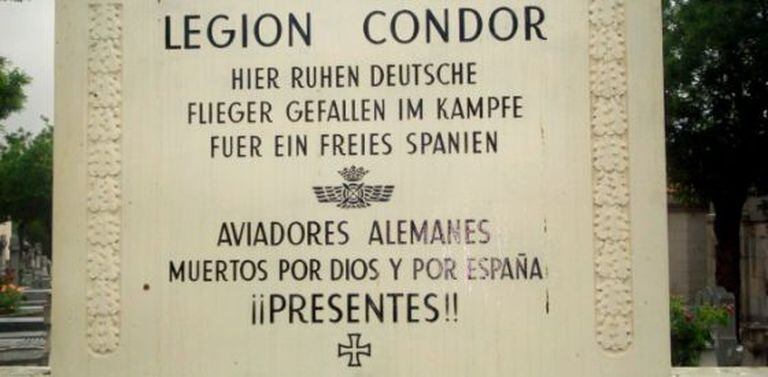 LEGION CONDOR
HIER RUHEN DEUTSCHE
FLIEGER GEFALLEN IM KAMPFE
FUER EIN FREIES SPANIEN
AVIADORES ALEMANES
MUERTOS POR DIOS Y POR ESPAÑA
¡¡PRESENTES!!